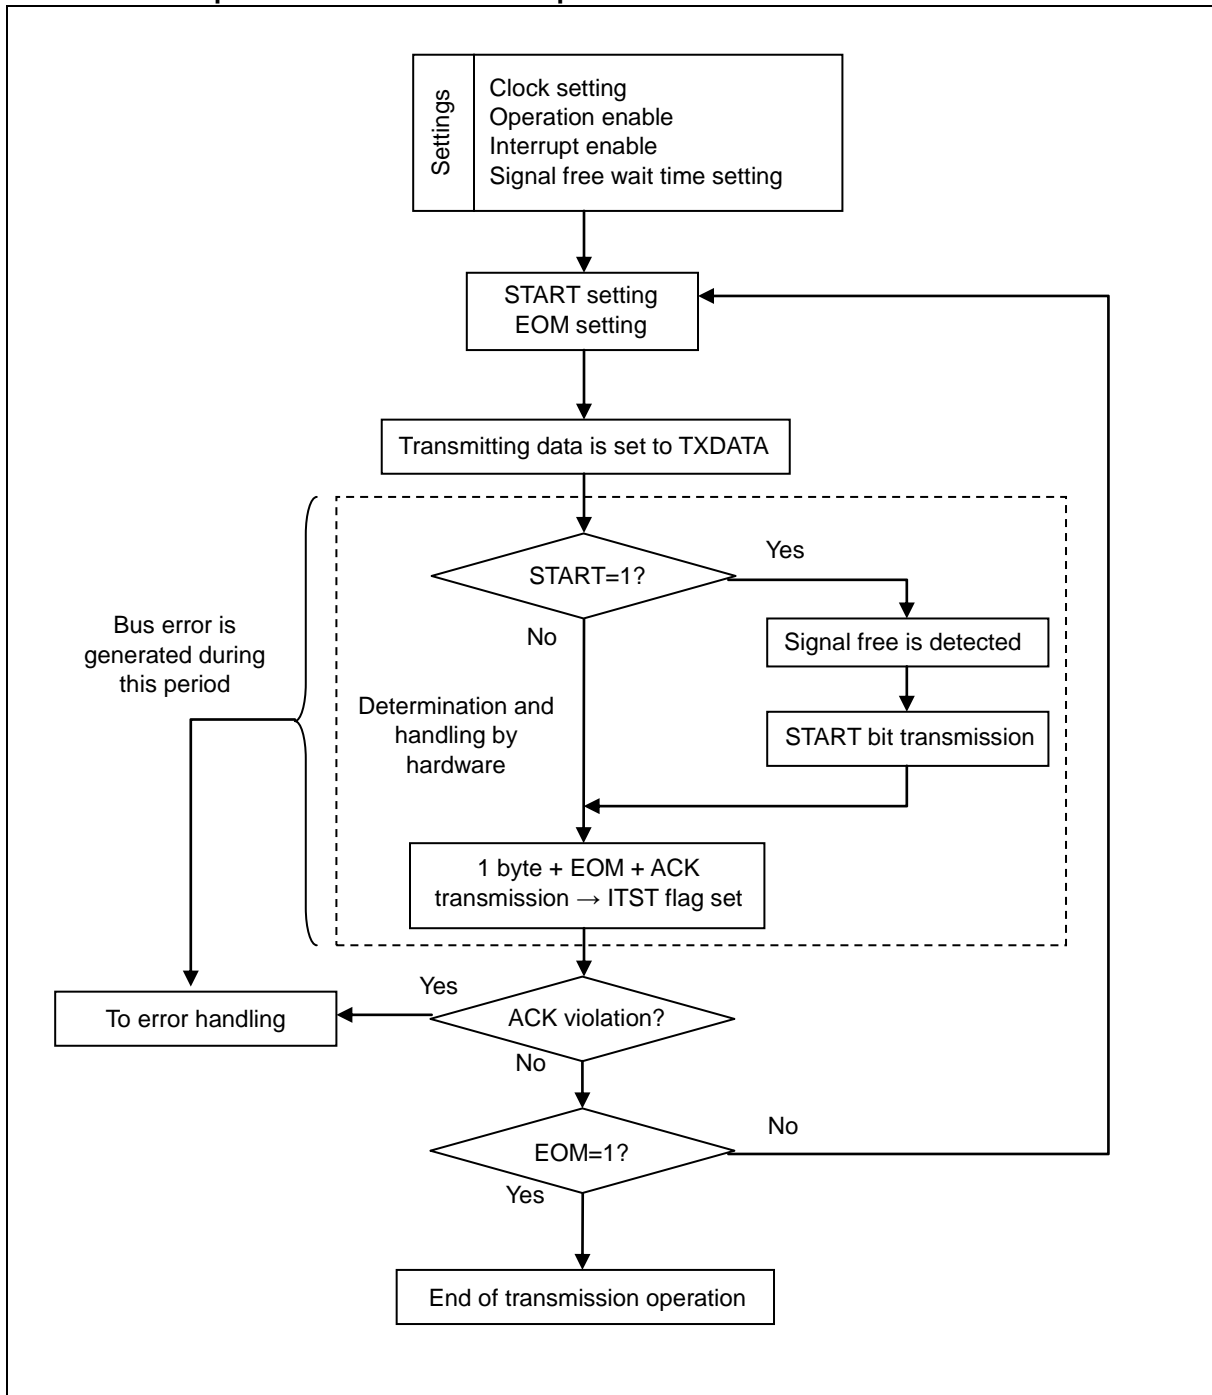 Settings
Clock setting
Operation enable
Interrupt enable
Signal free wait time setting
START setting
EOM setting
Transmitting data is set to TXDATA
START=1?
Yes
No
Signal free is detected
START bit transmission
Bus error is
generated during
this period
Determination and
handling by
hardware
1 byte + EOM + ACK
transmission → ITST flag set
ACK violation?
Yes
No
To error handling
EOM=1?
No
Yes
End of transmission operation